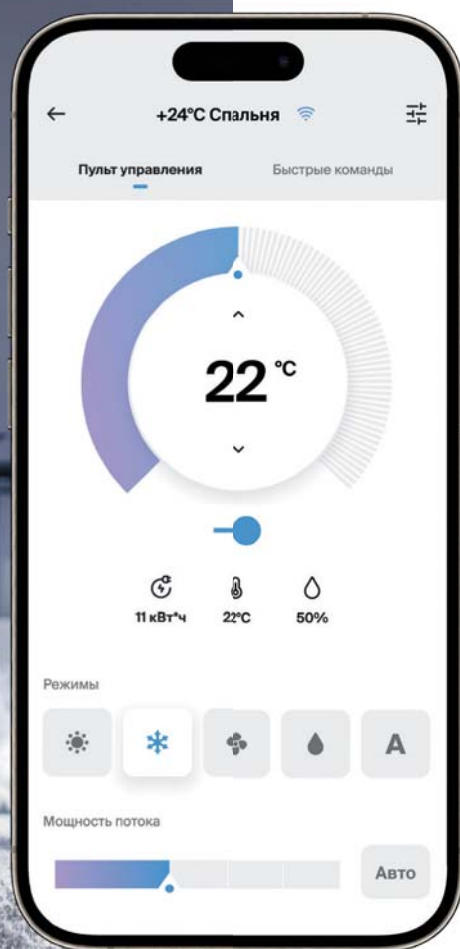 +24°C Спальня
Пульт управления Быстрые команды
22 °C
11 кВт*ч 22°C 50%
Режимы
A
Мощность потока
Авто